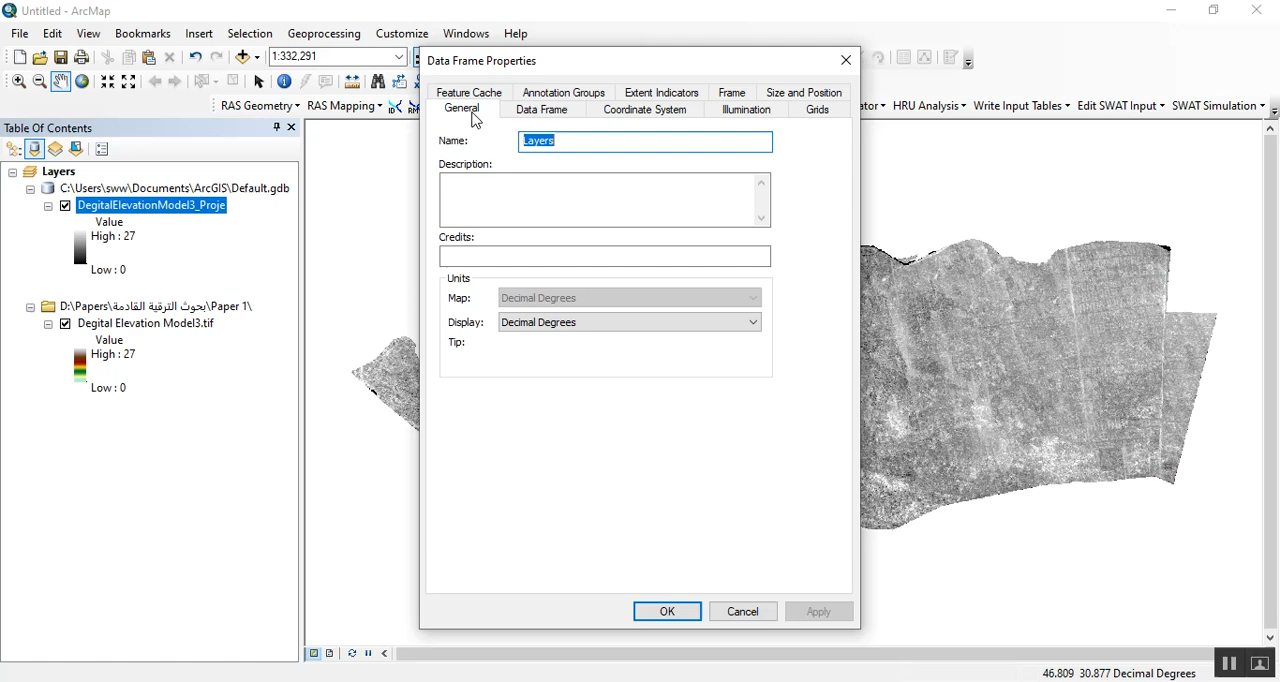 Untitled - ArcMap
File Edit View Bookmarks Insert Selection Geoprocessing Customize Windows Help
1:332,291
RAS Geometry RAS Mapping
HRU Analysis Write Input Tables Edit SWAT Input SWAT Simulation
Table Of Contents
Layers
C:\Users\sww\Documents\ArcGIS\Default.gdb
DegitalElevationModel3_Proje
Value
High : 27
Low : 0
D:\Papers\بحوث الترقية القادمة\Paper 1\
Degital Elevation Model3.tif
Value
High : 27
Low : 0
Data Frame Properties
Feature Cache Annotation Groups Extent Indicators Frame Size and Position
General Data Frame Coordinate System Illumination Grids
Name: Layers
Description:
Credits:
Units
Map: Decimal Degrees
Display: Decimal Degrees
Tip:
OK Cancel Apply
46.809 30.877 Decimal Degrees